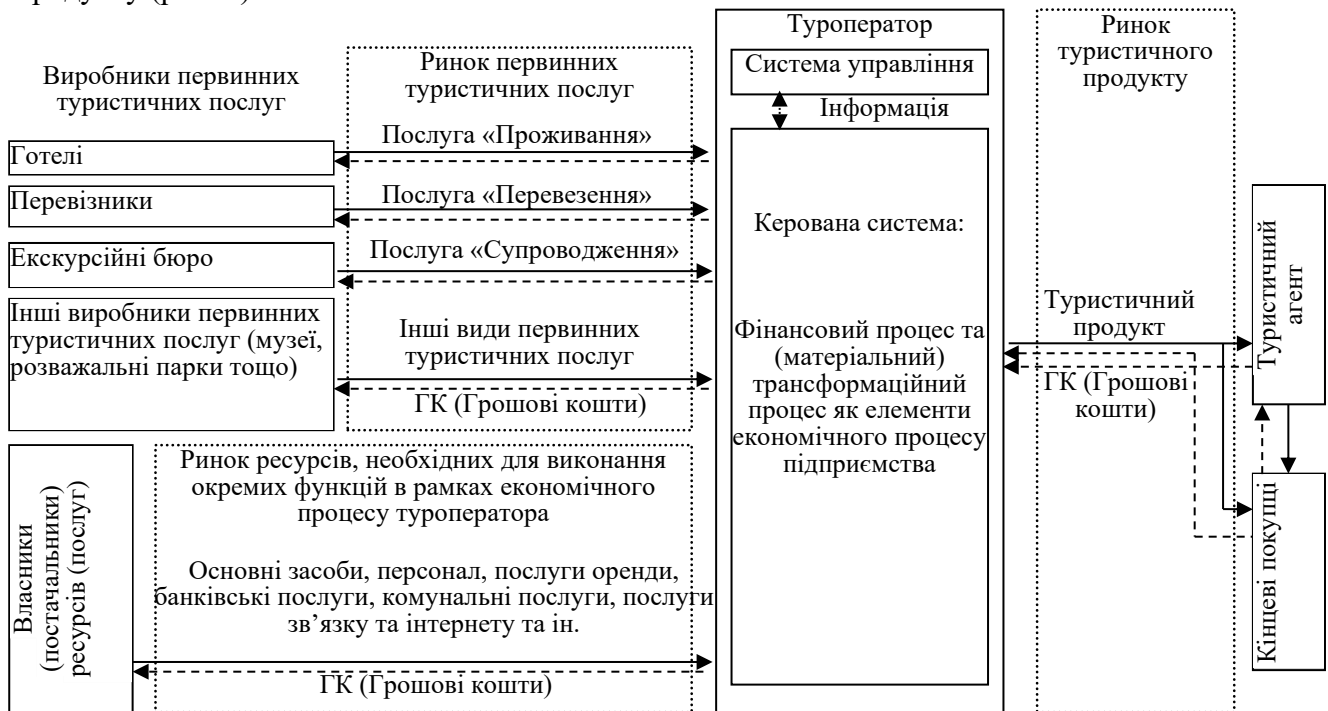 Виробники первинних
туристичних послуг
Готелі
Перевізники
Екскурсійні бюро
Інші виробники первинних
туристичних послуг (музеї,
розважальні парки тощо)
Ринок первинних
туристичних послуг
Послуга «Проживання»
Послуга «Перевезення»
Послуга «Супроводження»
Інші види первинних
туристичних послуг
ГК (Грошові кошти)
Власники
(постачальники)
ресурсів (послуг)
Ринок ресурсів, необхідних для виконання
окремих функцій в рамках економічного
процесу туроператора
Основні засоби, персонал, послуги оренди,
банківські послуги, комунальні послуги, послуги
зв’язку та інтернету та ін.
ГК (Грошові кошти)
Туроператор
Система управління
Інформація
Керована система:
Фінансовий процес та
(матеріальний)
трансформаційний
процес як елементи
економічного процесу
підприємства
Ринок
туристичного
продукту
Туристичний
продукт
ГК (Грошові
кошти)
Туристичний
агент
Кінцеві покупці